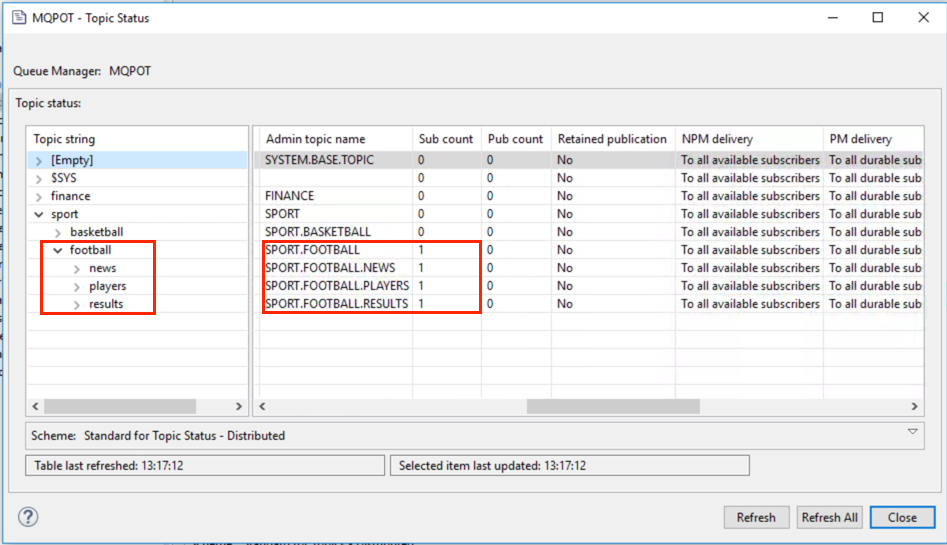 MQPOT - Topic Status
Queue Manager: MQPOT
Topic status:
Topic string Admin topic name Sub count Pub count Retained publication NPM delivery PM delivery
[Empty] SYSTEM.BASE.TOPIC 0 0 No To all available subscribers To all durable sub
$SYS 0 0 No To all available subscribers To all durable sub
finance FINANCE 0 0 No To all available subscribers To all durable sub
sport SPORT 0 0 No To all available subscribers To all durable sub
basketball SPORT.BASKETBALL 0 0 No To all available subscribers To all durable sub
football SPORT.FOOTBALL 1 0 No To all available subscribers To all durable sub
news SPORT.FOOTBALL.NEWS 1 0 No To all available subscribers To all durable sub
players SPORT.FOOTBALL.PLAYERS 1 0 No To all available subscribers To all durable sub
results SPORT.FOOTBALL.RESULTS 1 0 No To all available subscribers To all durable sub
Scheme: Standard for Topic Status - Distributed
Table last refreshed: 13:17:12 Selected item last updated: 13:17:12
? Refresh Refresh All Close